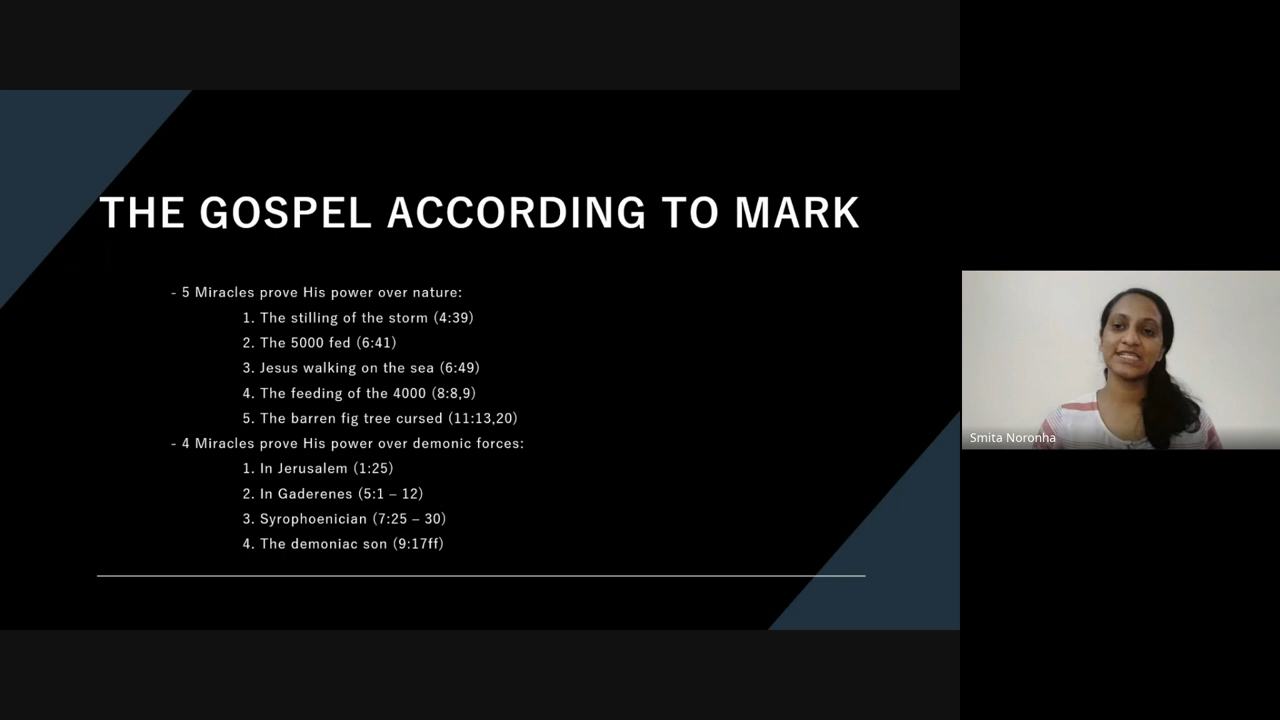 THE GOSPEL ACCORDING TO MARK
- 5 Miracles prove His power over nature:
1. The stilling of the storm (4:39)
2. The 5000 fed (6:41)
3. Jesus walking on the sea (6:49)
4. The feeding of the 4000 (8:8,9)
5. The barren fig tree cursed (11:13,20)
- 4 Miracles prove His power over demonic forces:
1. In Jerusalem (1:25)
2. In Gaderenes (5:1 – 12)
3. Syrophoenician (7:25 – 30)
4. The demoniac son (9:17ff)
Smita Noronha